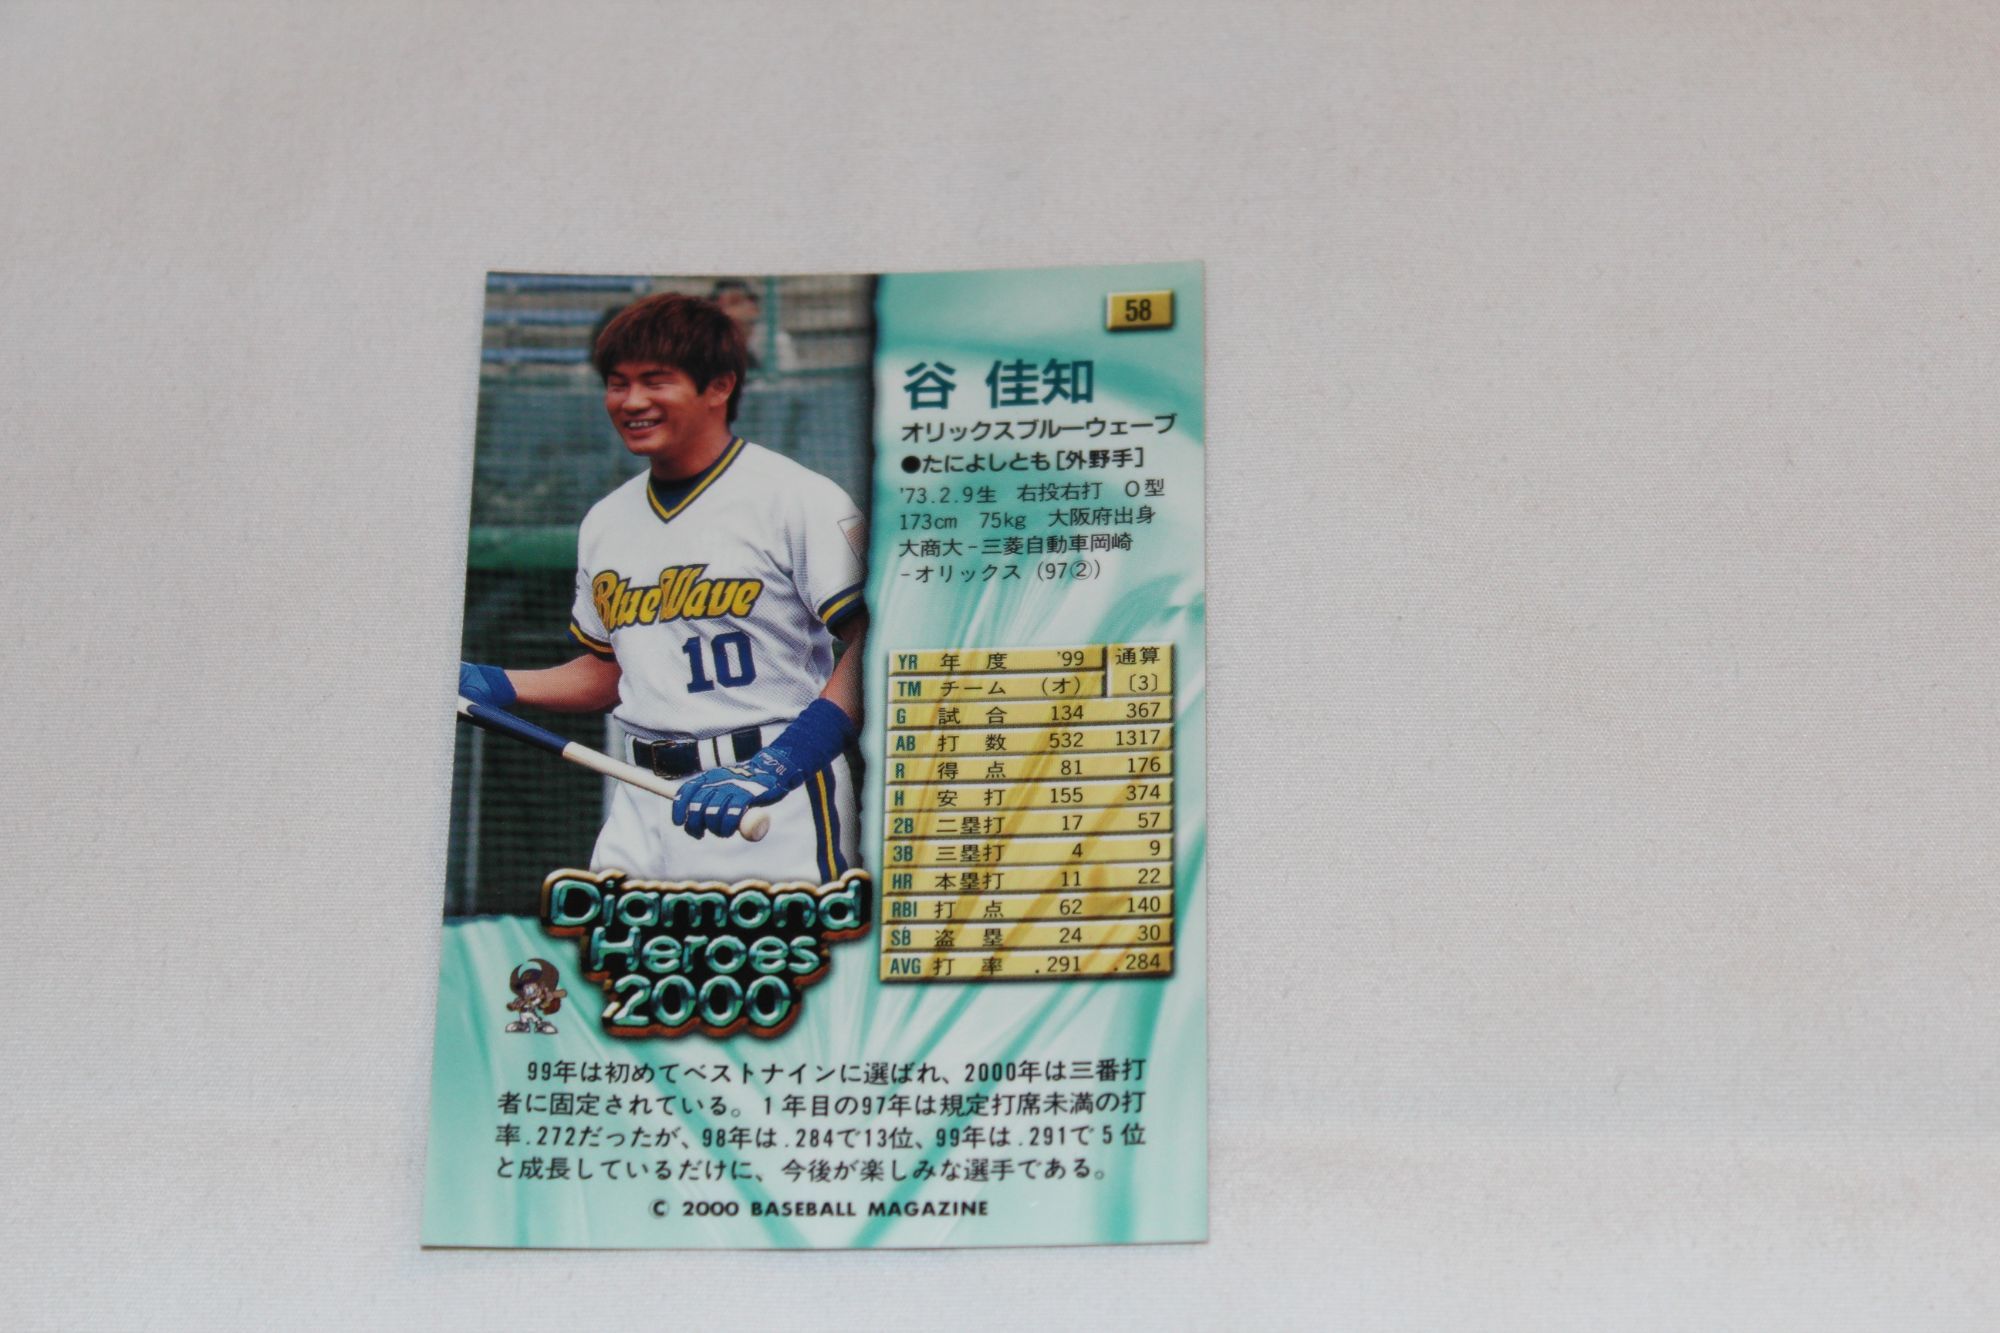 58
谷 佳知
オリックスブルーウェーブ
●たによしとも[外野手]
'73.2.9生 右投右打 O型
173cm 75kg 大阪府出身
大商大-三菱自動車岡崎
-オリックス (97②)
BlueWave
10
YR 年度 '99 通算
TM チーム (オ) 〔3〕
G 試合 134 367
AB 打数 532 1317
R 得点 81 176
H 安打 155 374
2B 二塁打 17 57
3B 三塁打 4 9
HR 本塁打 11 22
RBI 打点 62 140
SB 盗塁 24 30
AVG 打率 .291 .284
Diamond
Heroes
2000
99年は初めてベストナインに選ばれ、2000年は三番打
者に固定されている。1年目の97年は規定打席未満の打
率.272だったが、98年は.284で13位、99年は.291で5位
と成長しているだけに、今後が楽しみな選手である。
© 2000 BASEBALL MAGAZINE